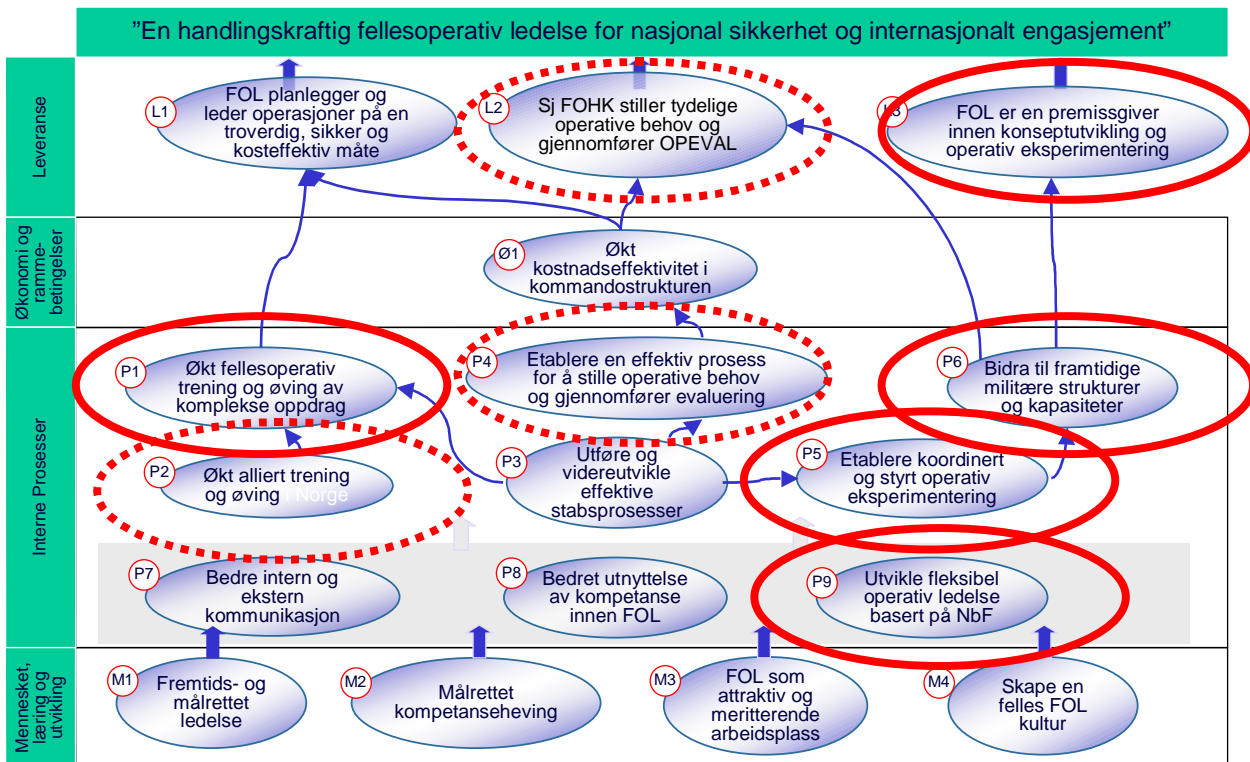 ”En handlingskraftig fellesoperativ ledelse for nasjonal sikkerhet og internasjonalt engasjement”
Leveranse
L1
FOL planlegger og
leder operasjoner på en
troverdig, sikker og
kosteffektiv måte
L2
Sj FOHK stiller tydelige
operative behov og
gjennomfører OPEVAL
L3
FOL er en premissgiver
innen konseptutvikling og
operativ eksperimentering
Økonomi og
ramme-
betingelser
Ø1
Økt
kostnadseffektivitet i
kommandostrukturen
Interne Prosesser
P1
Økt fellesoperativ
trening og øving av
komplekse oppdrag
P4
Etablere en effektiv prosess
for å stille operative behov
og gjennomfører evaluering
P6
Bidra til framtidige
militære strukturer
og kapasiteter
P2
Økt alliert trening
og øving i Norge
P3
Utføre og
videreutvikle
effektive
stabsprosesser
P5
Etablere koordinert
og styrt operativ
eksperimentering
P7
Bedre intern og
ekstern
kommunikasjon
P8
Bedret utnyttelse
av kompetanse
innen FOL
P9
Utvikle fleksibel
operativ ledelse
basert på NbF
Mennesket,
læring og
utvikling
M1
Fremtids- og
målrettet
ledelse
M2
Målrettet
kompetanseheving
M3
FOL som
attraktiv og
meritterende
arbeidsplass
M4
Skape en
felles FOL
kultur